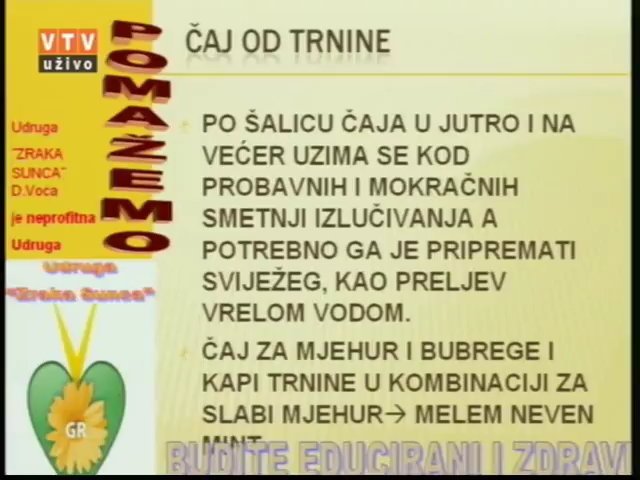 VTV
uživo
POMAŽEMO
Udruga
"ZRAKA
SUNCA"
D.Voća
je neprofitna
Udruga
Udruga
"Zraka Sunca"
GR
ČAJ OD TRNINE
PO ŠALICU ČAJA U JUTRO I NA
VEĆER UZIMA SE KOD
PROBAVNIH I MOKRAČNIH
SMETNJI IZLUČIVANJA A
POTREBNO GA JE PRIPREMATI
SVIJEŽEG, KAO PRELJEV
VRELOM VODOM.
ČAJ ZA MJEHUR I BUBREGE I
KAPI TRNINE U KOMBINACIJI ZA
SLABI MJEHUR→ MELEM NEVEN
MINT
BUDITE EDUCIRANI I ZDRAVI